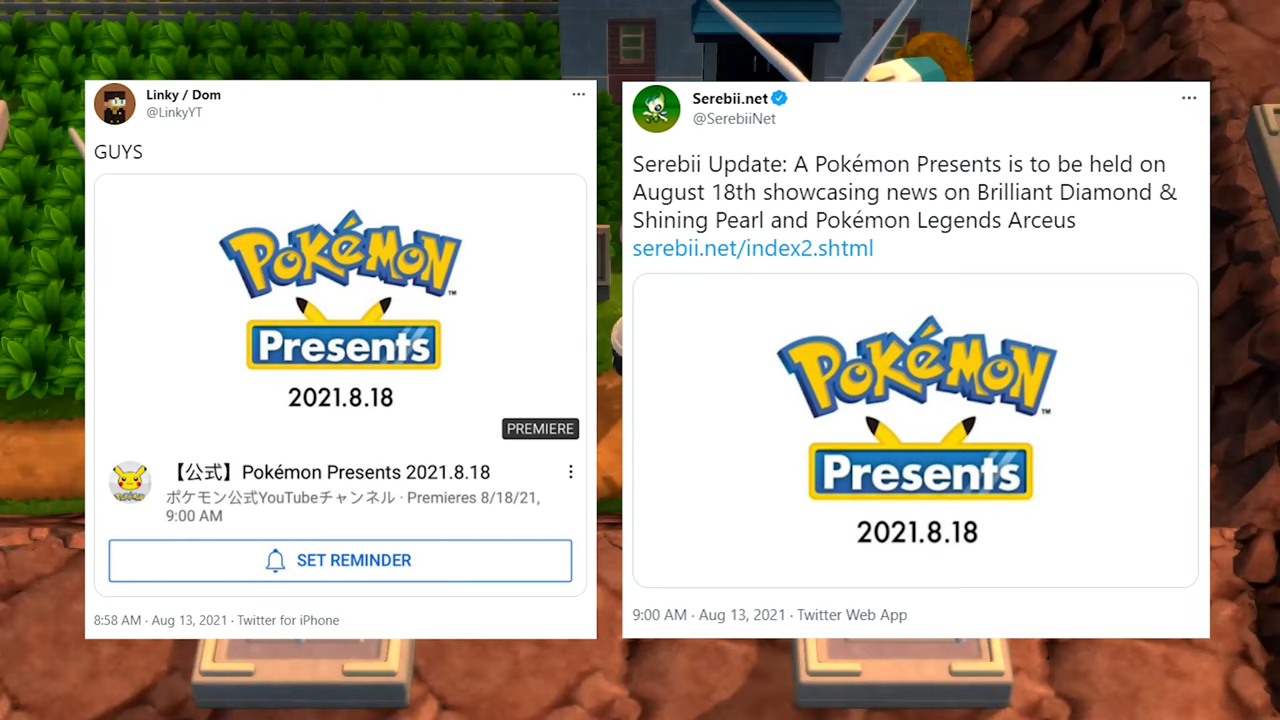 Linky / Dom
@LinkyYT
GUYS
POKÉMON
Presents
2021.8.18
PREMIERE
【公式】Pokémon Presents 2021.8.18
ポケモン公式YouTubeチャンネル · Premieres 8/18/21,
9:00 AM
SET REMINDER
8:58 AM · Aug 13, 2021 · Twitter for iPhone
Serebii.net
@SerebiiNet
Serebii Update: A Pokémon Presents is to be held on
August 18th showcasing news on Brilliant Diamond &
Shining Pearl and Pokémon Legends Arceus
serebii.net/index2.shtml
POKÉMON
Presents
2021.8.18
9:00 AM · Aug 13, 2021 · Twitter Web App